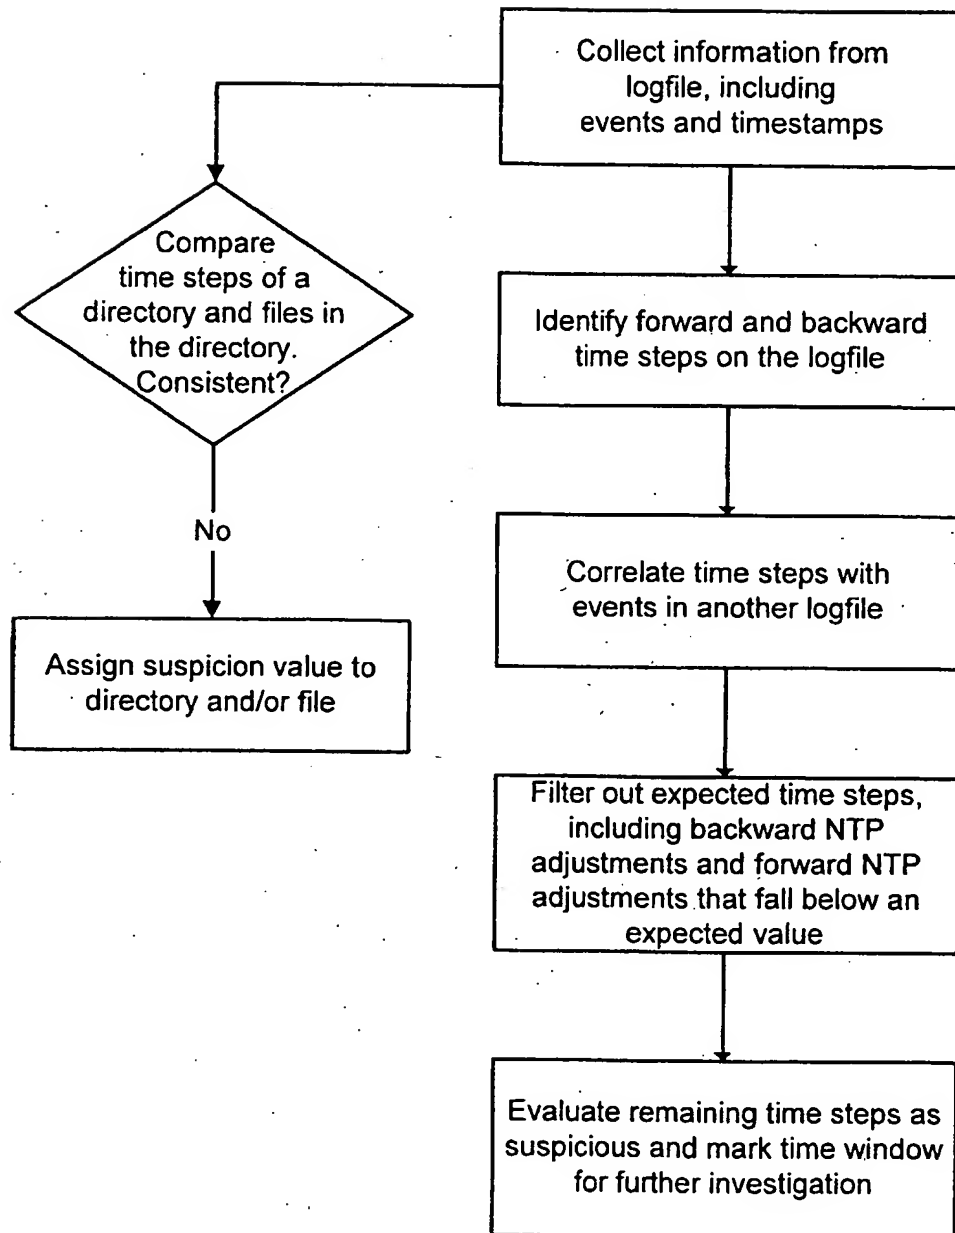 Collect information from
logfile, including
events and timestamps
Compare
time steps of a
directory and files in
the directory.
Consistent?
No
Assign suspicion value to
directory and/or file
Identify forward and backward
time steps on the logfile
Correlate time steps with
events in another logfile
Filter out expected time steps,
including backward NTP
adjustments and forward NTP
adjustments that fall below an
expected value
Evaluate remaining time steps as
suspicious and mark time window
for further investigation